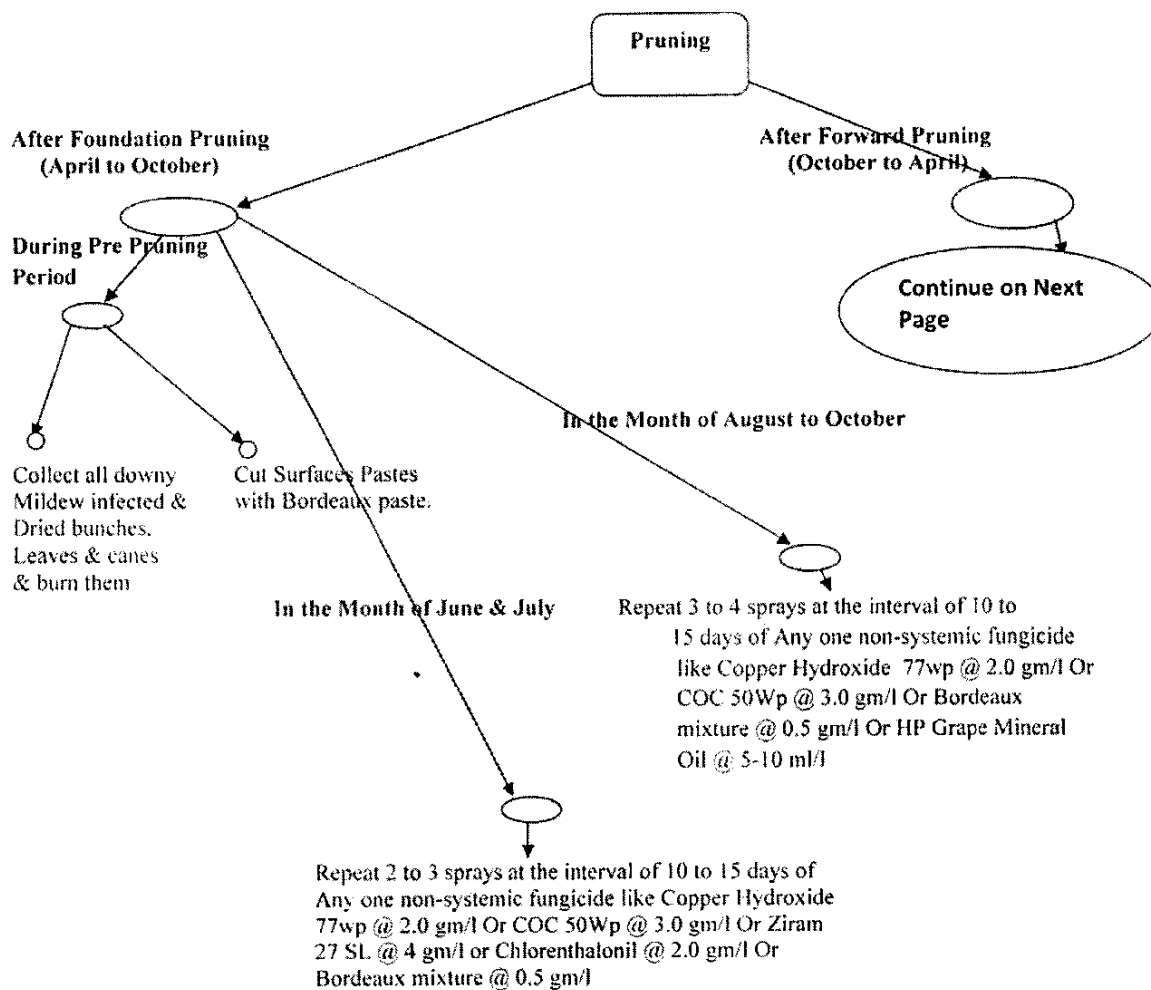 Pruning
After Foundation Pruning
(April to October)
After Forward Pruning
(October to April)
During Pre Pruning
Period
Continue on Next
Page
In the Month of August to October
Collect all downy
Mildew infected &
Dried bunches.
Leaves & canes
& burn them
Cut Surfaces Pastes
with Bordeaux paste.
In the Month of June & July
Repeat 3 to 4 sprays at the interval of 10 to
15 days of Any one non-systemic fungicide
like Copper Hydroxide 77wp @ 2.0 gm/l Or
COC 50Wp @ 3.0 gm/l Or Bordeaux
mixture @ 0.5 gm/l Or HP Grape Mineral
Oil @ 5-10 ml/l
Repeat 2 to 3 sprays at the interval of 10 to 15 days of
Any one non-systemic fungicide like Copper Hydroxide
77wp @ 2.0 gm/l Or COC 50Wp @ 3.0 gm/l Or Ziram
27 SL @ 4 gm/l or Chlorenthalonil @ 2.0 gm/l Or
Bordeaux mixture @ 0.5 gm/l